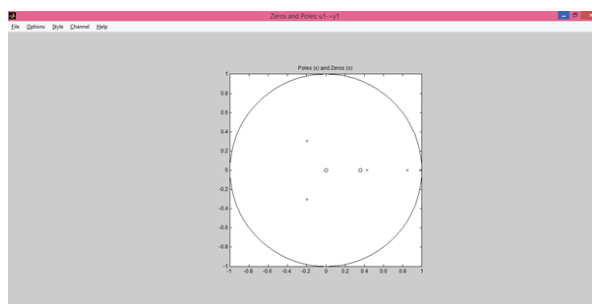 Zeros and Poles: u1->y1
File Options Style Channel Help
Poles (x) and Zeros (o)
1
0.8
0.6
0.4
0.2
0
-0.2
-0.4
-0.6
-0.8
-1
-1 -0.8 -0.6 -0.4 -0.2 0 0.2 0.4 0.6 0.8 1